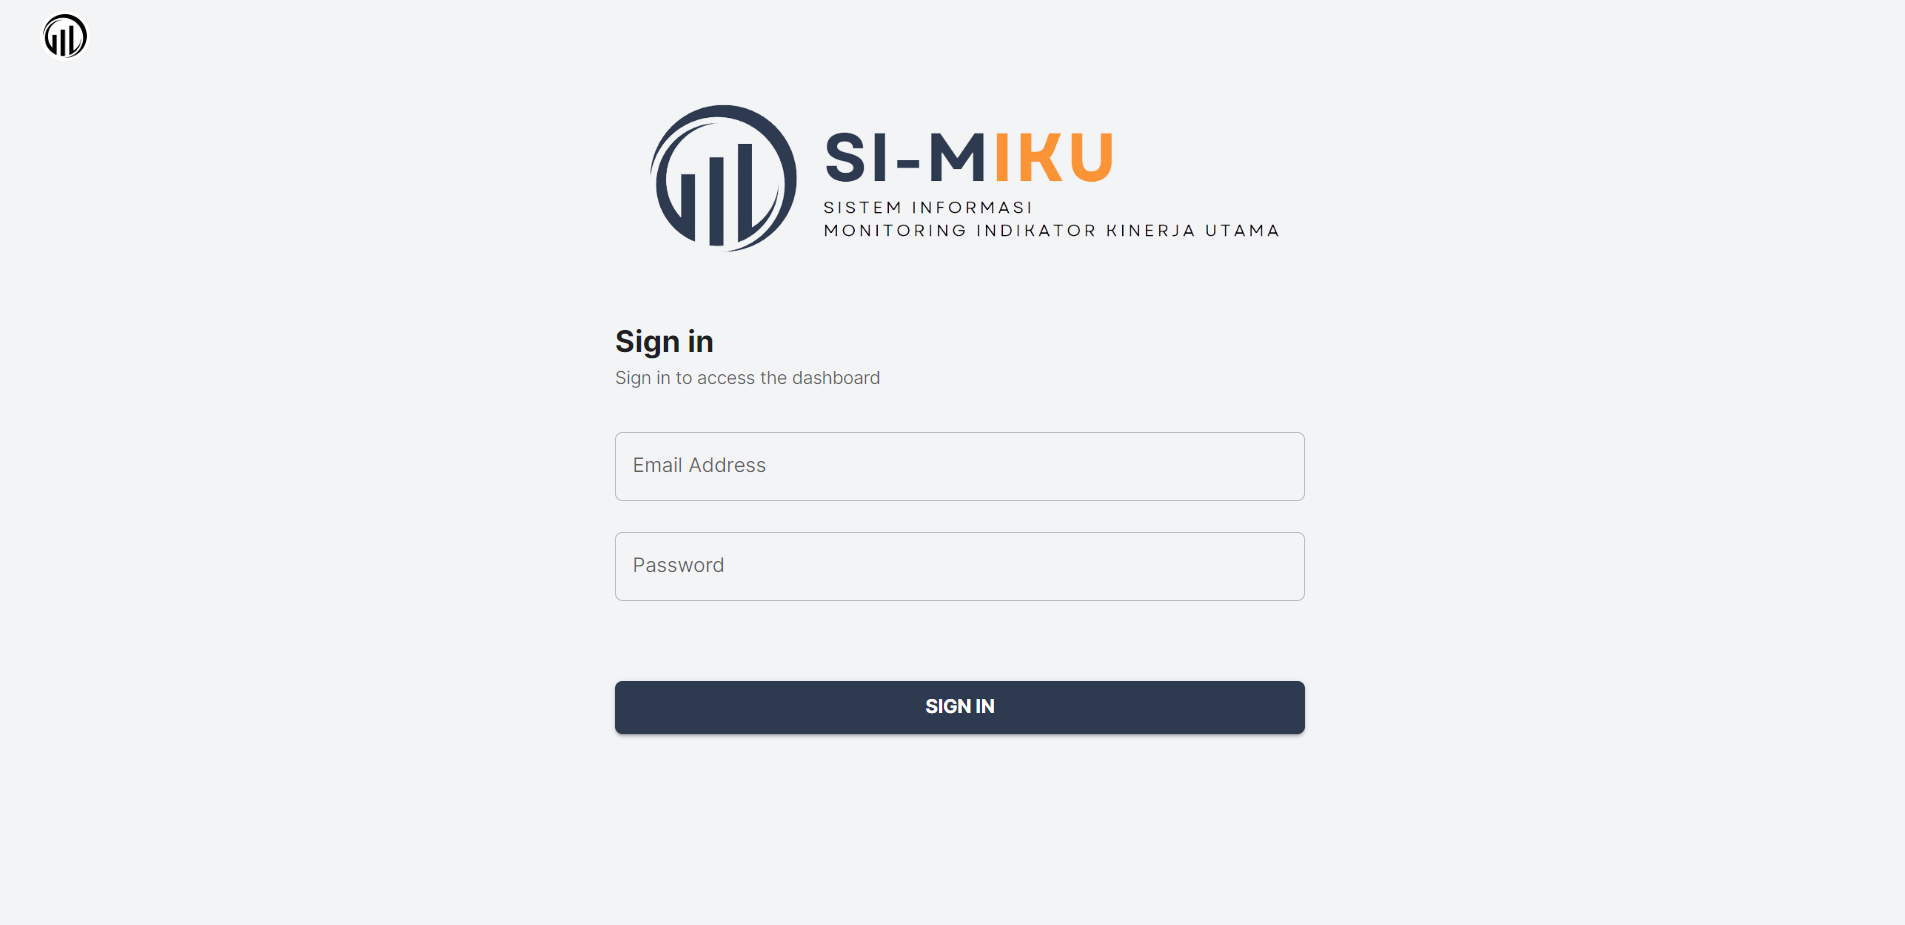 SI-MIKU
SISTEM INFORMASI
MONITORING INDIKATOR KINERJA UTAMA
Sign in
Sign in to access the dashboard
Email Address
Password
SIGN IN